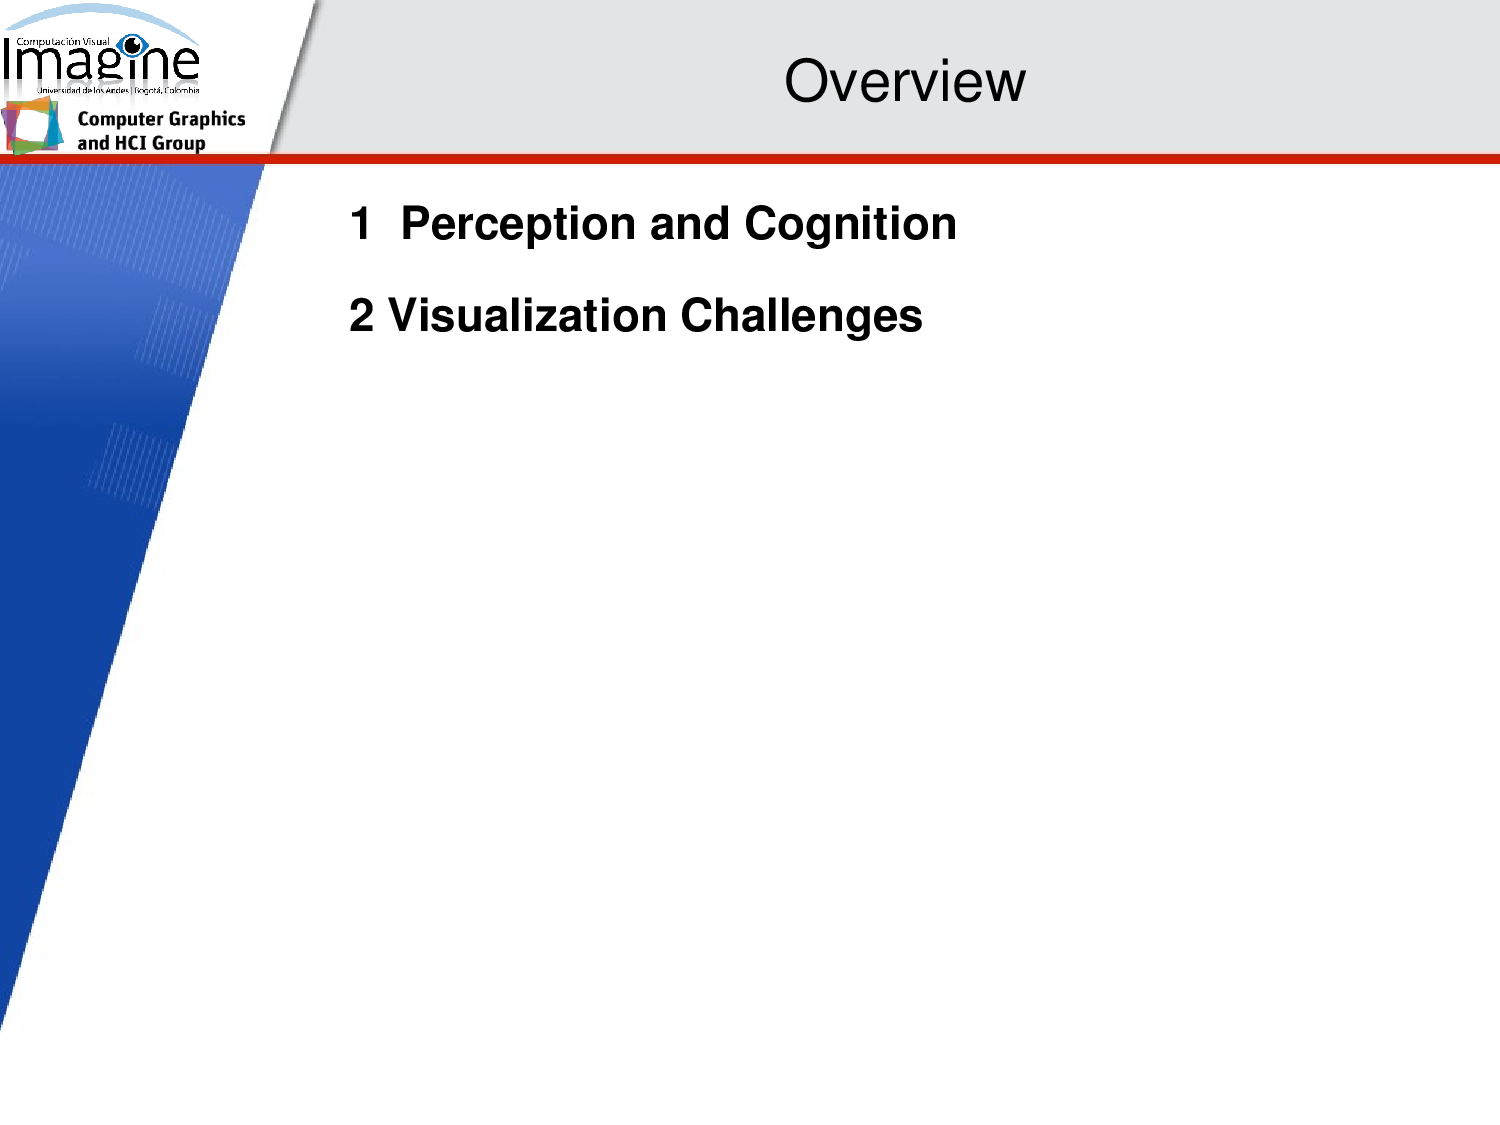 Computación Visual
Imagine
Universidad de los Andes | Bogotá, Colombia
Computer Graphics
and HCI Group
Overview
1 Perception and Cognition
2 Visualization Challenges